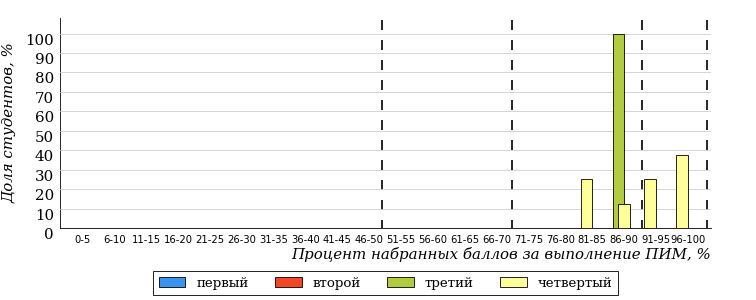 Доля студентов, %
100
90
80
70
60
50
40
30
20
10
0
0-5 6-10 11-15 16-20 21-25 26-30 31-35 36-40 41-45 46-50 51-55 56-60 61-65 66-70 71-75 76-80 81-85 86-90 91-95 96-100
Процент набранных баллов за выполнение ПИМ, %
первый второй третий четвертый